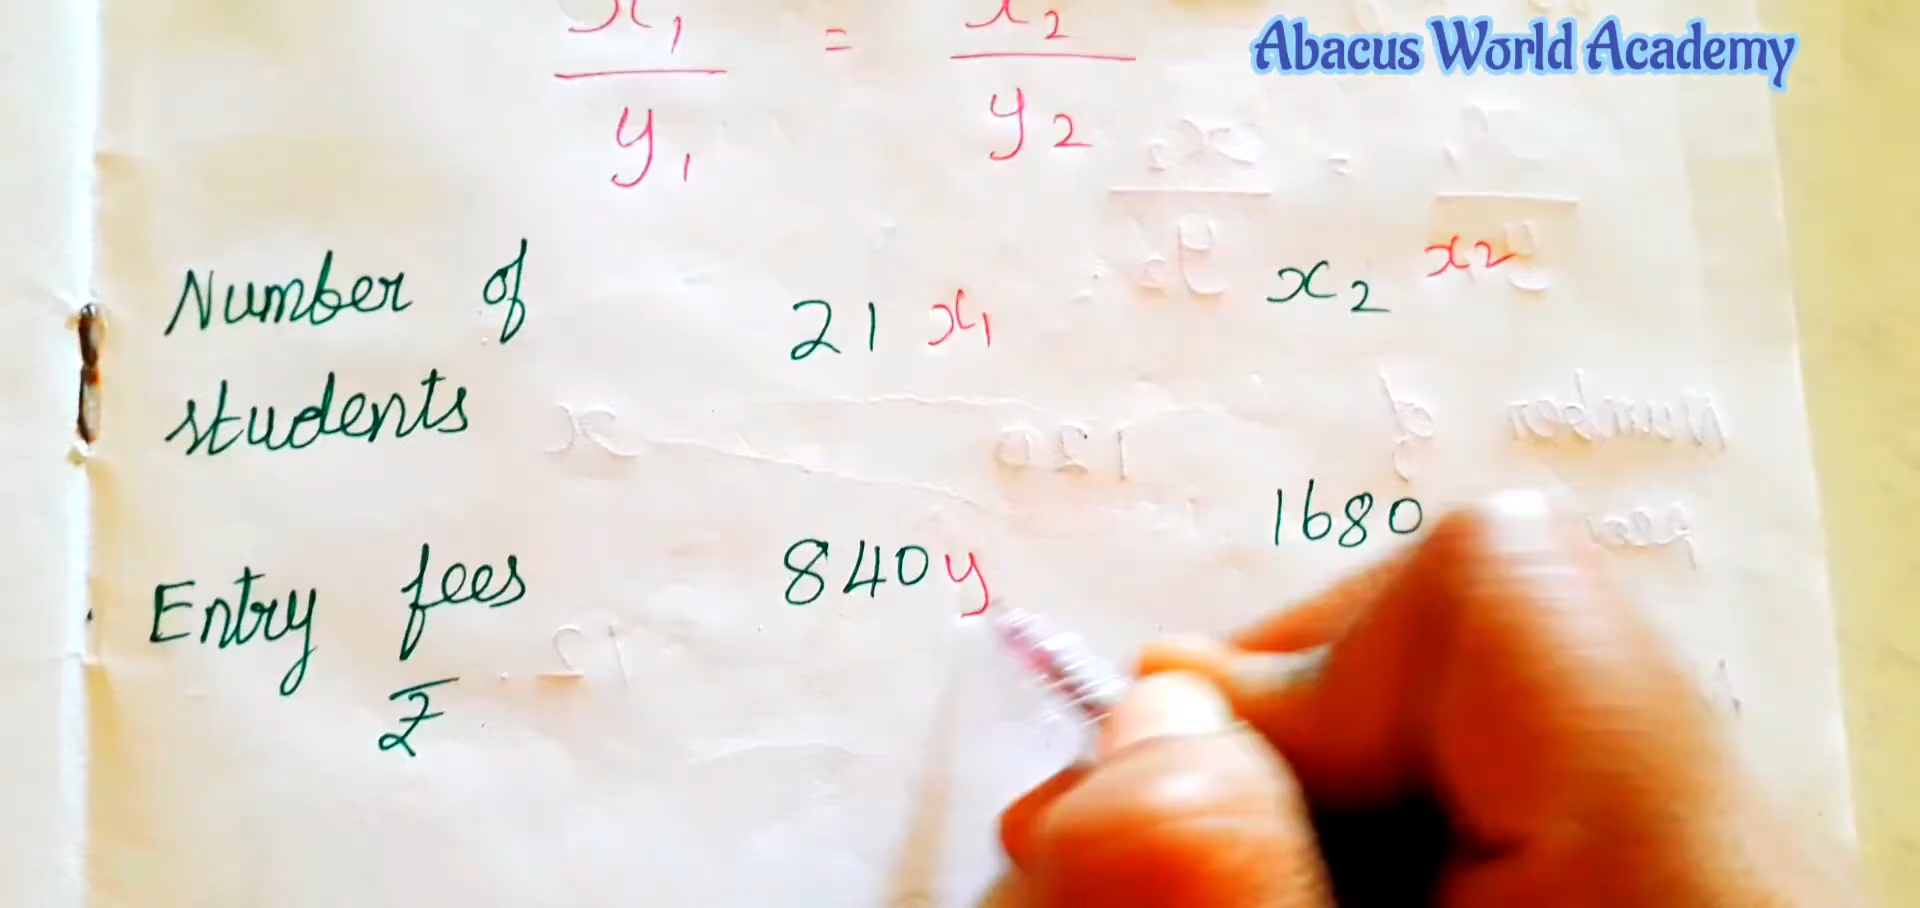 Abacus World Academy
x₁ = x₂
y₁ y₂
Number of 21 x₁ x₂ x₂
students
Entry fees 840 y 1680
₹